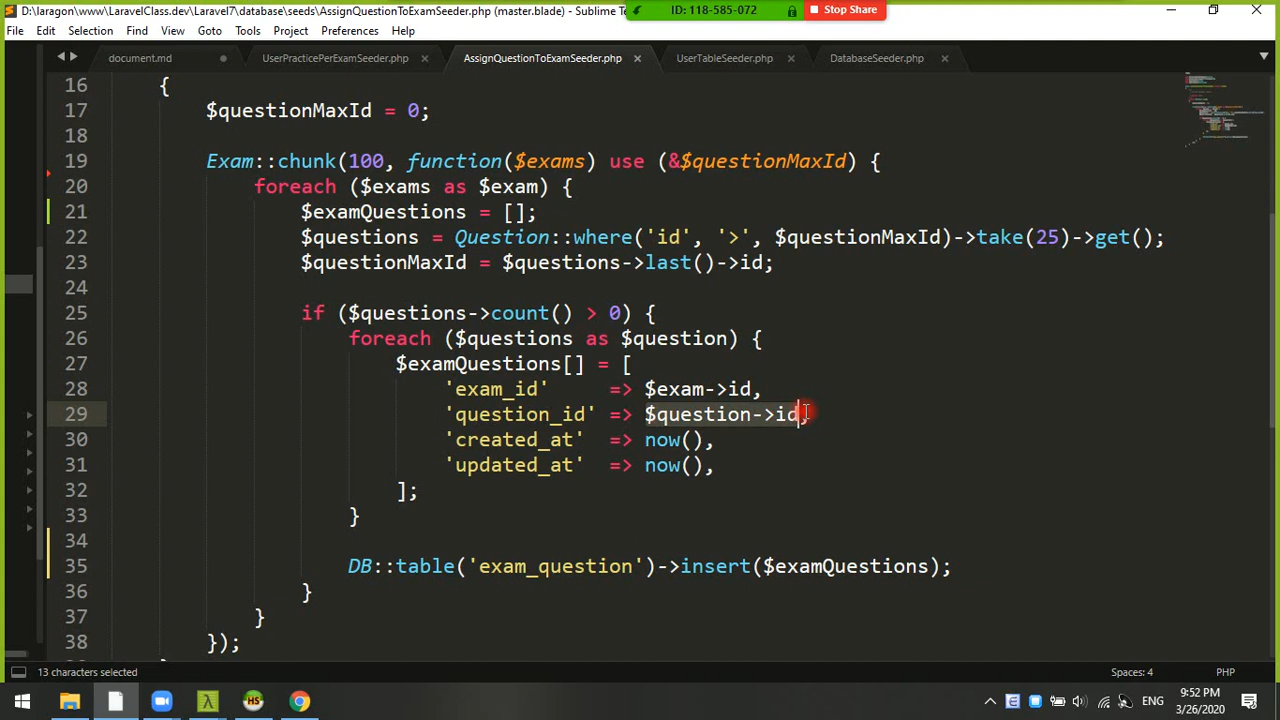 D:\laragon\www\LaravelClass.dev\Laravel7\database\seeds\AssignQuestionToExamSeeder.php (master.blade) - Sublime Te
ID: 118-585-072
Stop Share
File Edit Selection Find View Goto Tools Project Preferences Help
document.md UserPracticePerExamSeeder.php AssignQuestionToExamSeeder.php UserTableSeeder.php DatabaseSeeder.php
16 {
17 $questionMaxId = 0;
18
19 Exam::chunk(100, function($exams) use (&$questionMaxId) {
20 foreach ($exams as $exam) {
21 $examQuestions = [];
22 $questions = Question::where('id', '>', $questionMaxId)->take(25)->get();
23 $questionMaxId = $questions->last()->id;
24
25 if ($questions->count() > 0) {
26 foreach ($questions as $question) {
27 $examQuestions[] = [
28 'exam_id' => $exam->id,
29 'question_id' => $question->id,
30 'created_at' => now(),
31 'updated_at' => now(),
32 ];
33 }
34
35 DB::table('exam_question')->insert($examQuestions);
36 }
37 }
38 });
13 characters selected Spaces: 4 PHP
ENG 9:52 PM
3/26/2020